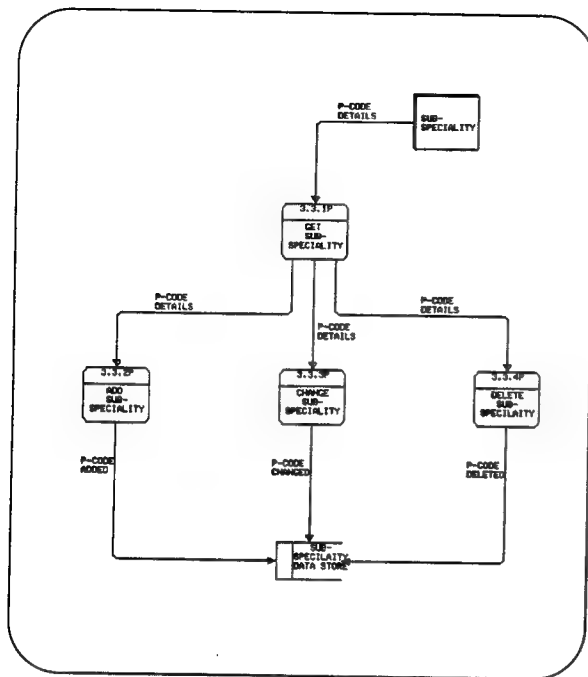 P-CODE
DETAILS
SUB-
SPECIALITY
3.3.1P
GET
SUB-
SPECIALITY
P-CODE
DETAILS
P-CODE
DETAILS
P-CODE
DETAILS
3.3.2P
ADD
SUB-
SPECIALITY
3.3.3P
CHANGE
SUB-
SPECIALITY
3.3.4P
DELETE
SUB-
SPECILAITY
P-CODE
ADDED
P-CODE
CHANGED
P-CODE
DELETED
SUB-
SPECILAITY
DATA STORE